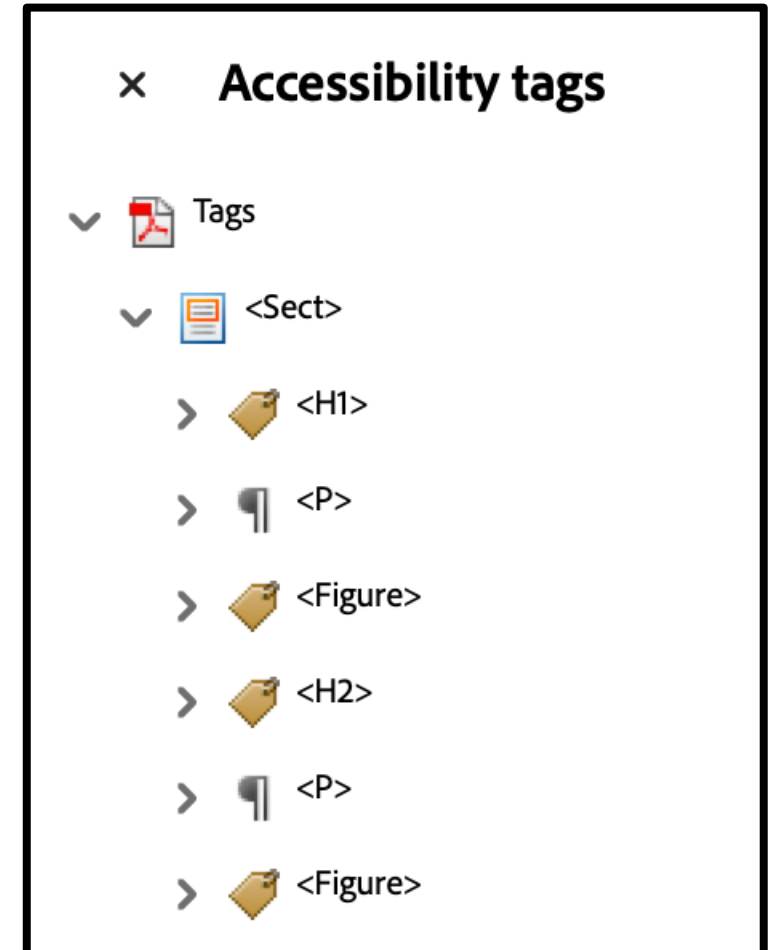 Accessibility tags
Tags
<Sect>
<H1>
<P>
<Figure>
<H2>
<P>
<Figure>